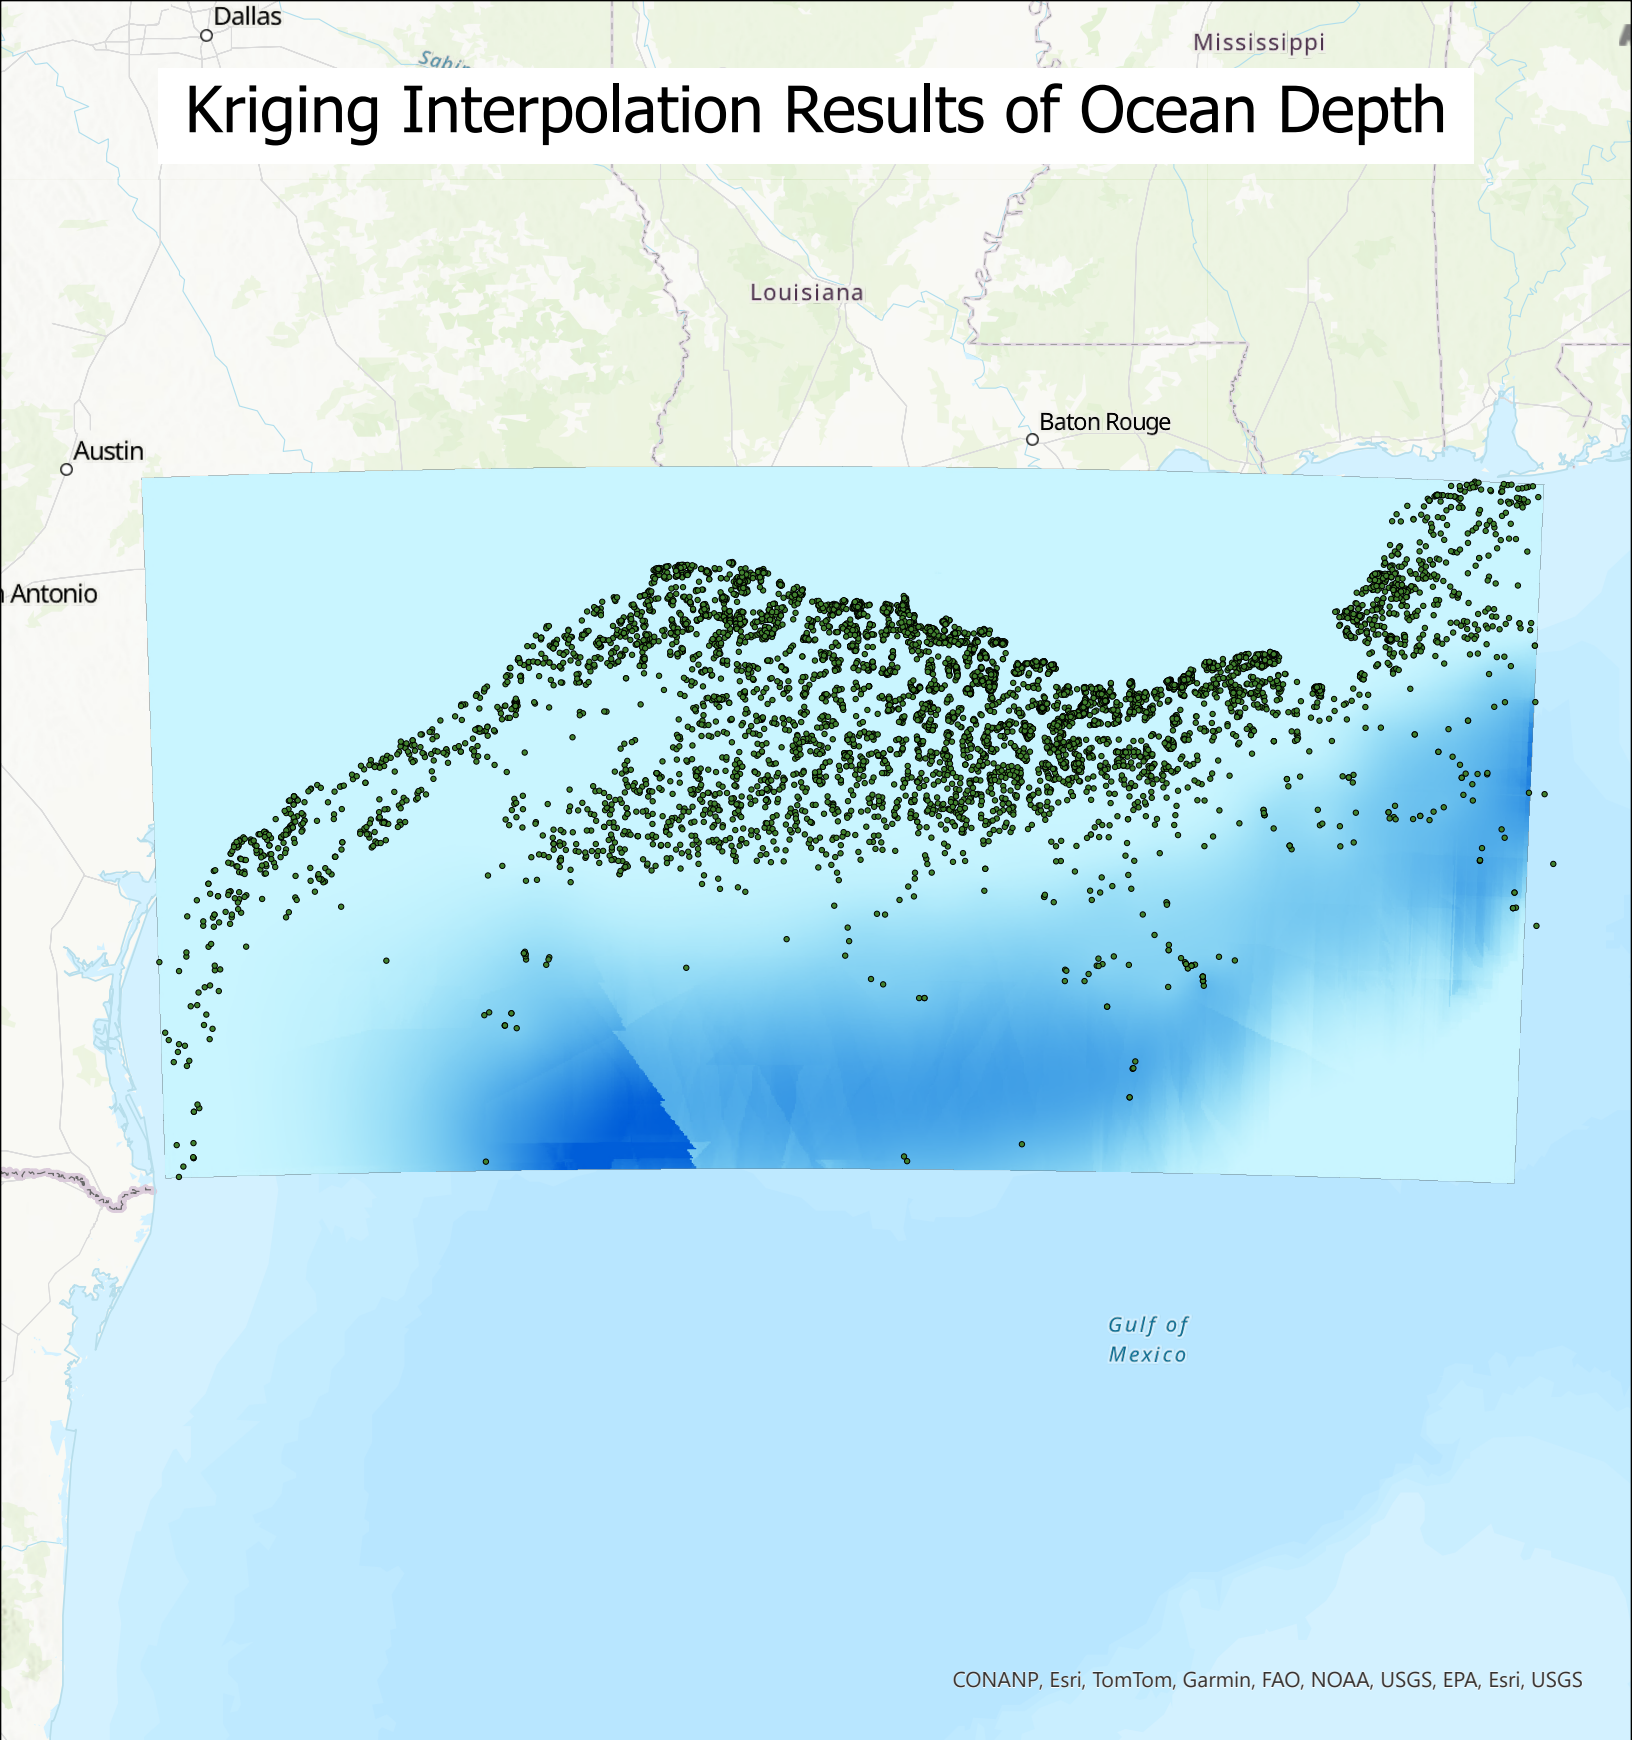 Dallas
Mississippi
Kriging Interpolation Results of Ocean Depth
Louisiana
Baton Rouge
Austin
Antonio
Gulf of
Mexico
CONANP, Esri, TomTom, Garmin, FAO, NOAA, USGS, EPA, Esri, USGS